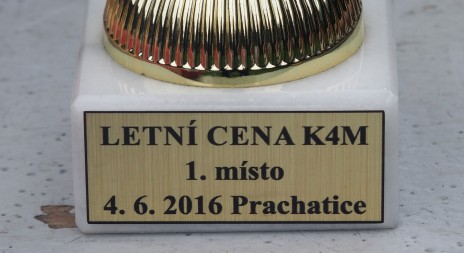 LETNÍ CENA K4M
1. místo
4. 6. 2016 Prachatice